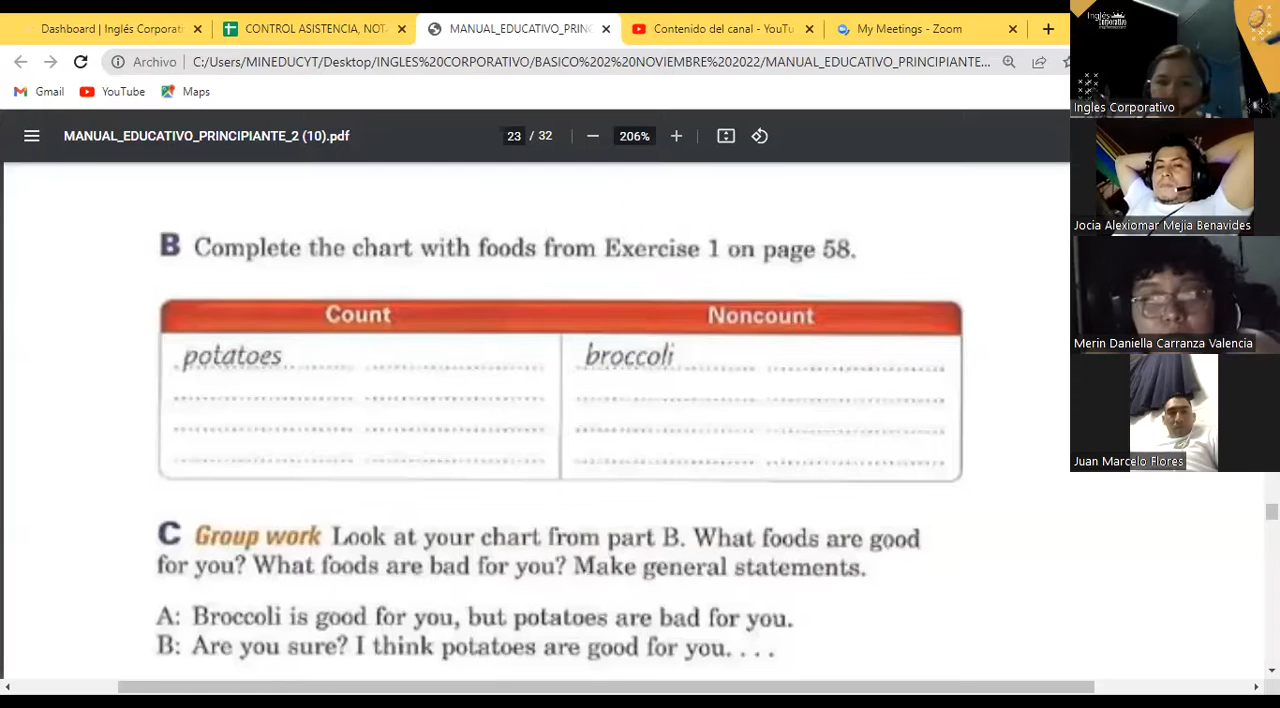 Dashboard | Inglés Corporati
CONTROL ASISTENCIA, NOT
MANUAL_EDUCATIVO_PRINC
Contenido del canal - YouTu
My Meetings - Zoom
Archivo
C:/Users/MINEDUCYT/Desktop/INGLES%20CORPORATIVO/BASICO%202%20NOVIEMBRE%202022/MANUAL_EDUCATIVO_PRINCIPIANTE...
Gmail
YouTube
Maps
MANUAL_EDUCATIVO_PRINCIPIANTE_2 (10).pdf
23 / 32
206%
B Complete the chart with foods from Exercise 1 on page 58.
Count
Noncount
potatoes
broccoli
C Group work Look at your chart from part B. What foods are good
for you? What foods are bad for you? Make general statements.
A: Broccoli is good for you, but potatoes are bad for you.
B: Are you sure? I think potatoes are good for you. . . .
Inglés
Corporativo
Ingles Corporativo
Jocia Alexiomar Mejia Benavides
Merin Daniella Carranza Valencia
Juan Marcelo Flores